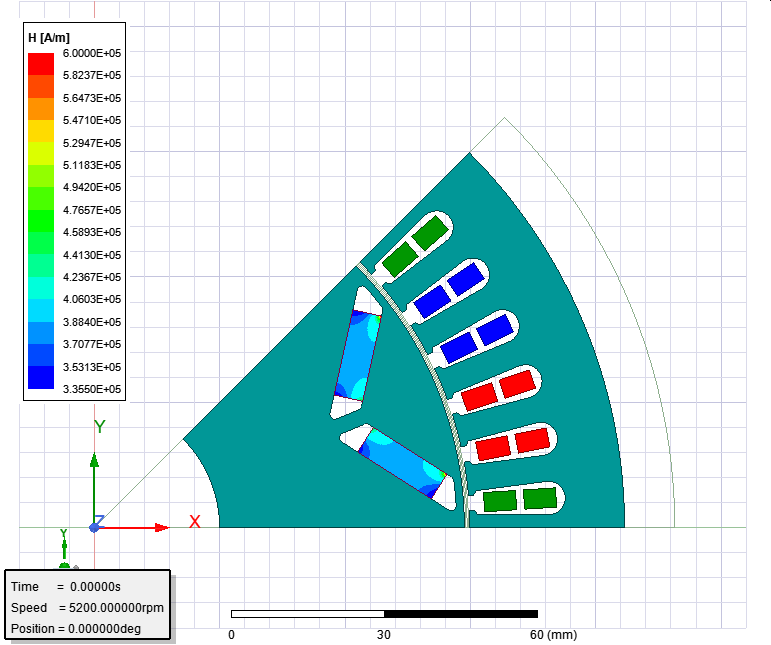 H [A/m]
6.0000E+05
5.8237E+05
5.6473E+05
5.4710E+05
5.2947E+05
5.1183E+05
4.9420E+05
4.7657E+05
4.5893E+05
4.4130E+05
4.2367E+05
4.0603E+05
3.8840E+05
3.7077E+05
3.5313E+05
3.3550E+05
Y
Z
X
Y
Time = 0.00000s
Speed = 5200.000000rpm
Position = 0.000000deg
0 30 60 (mm)